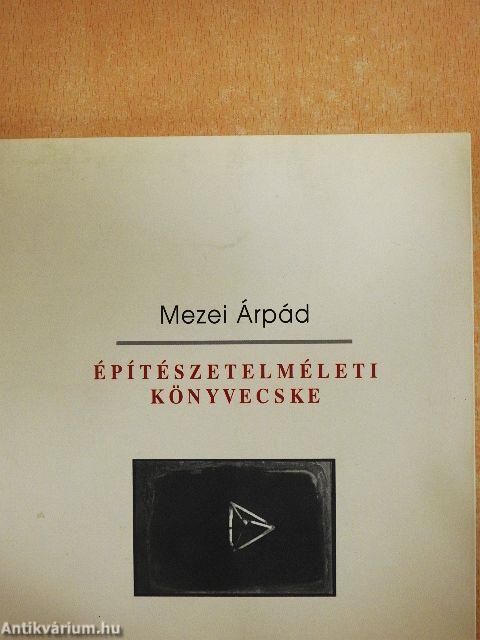 Mezei Árpád
ÉPÍTÉSZETELMÉLETI
KÖNYVECSKE
Antikvárium.hu